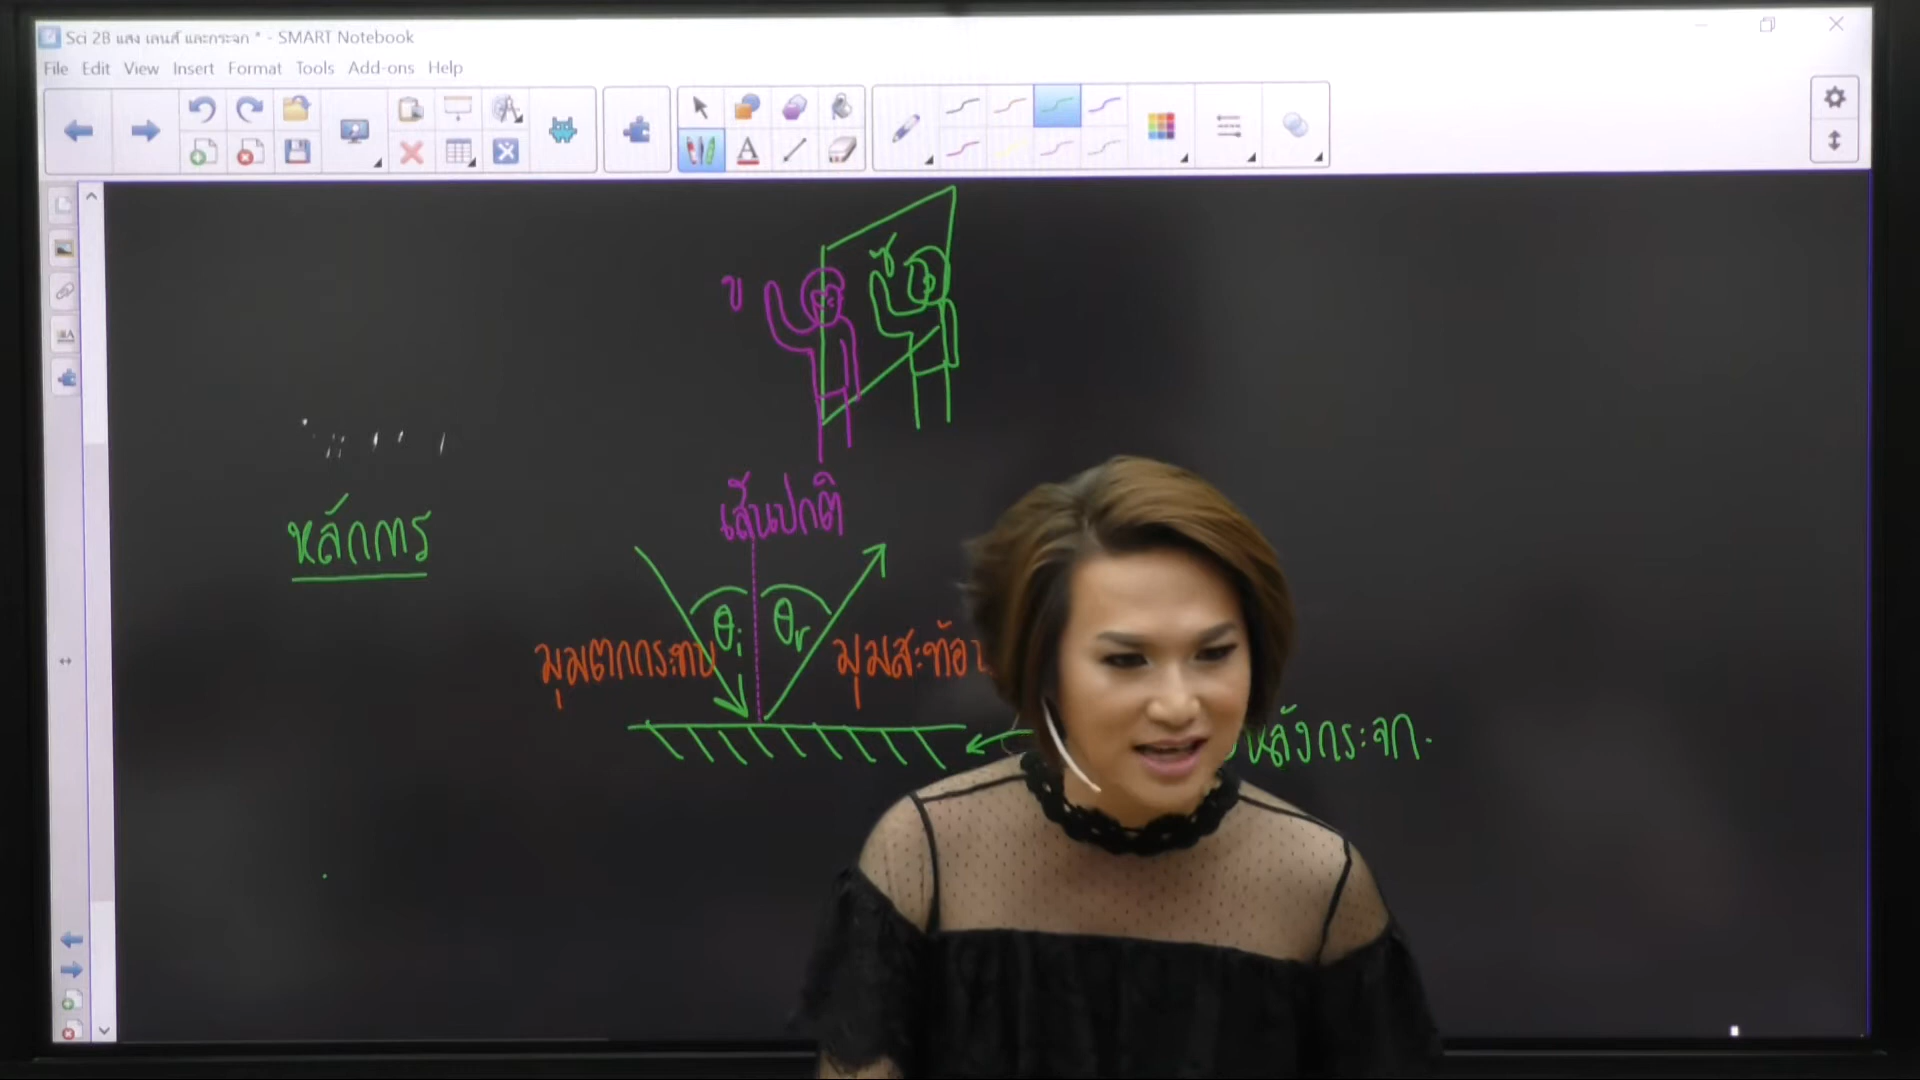 Sci 2B แสง เลนส์ และกระจก * - SMART Notebook
File Edit View Insert Format Tools Add-ons Help
ข
ซ
เส้นปกติ
หลักการ
θi θr
มุมตกกระทบ มุมสะท้อน
หลังกระจก